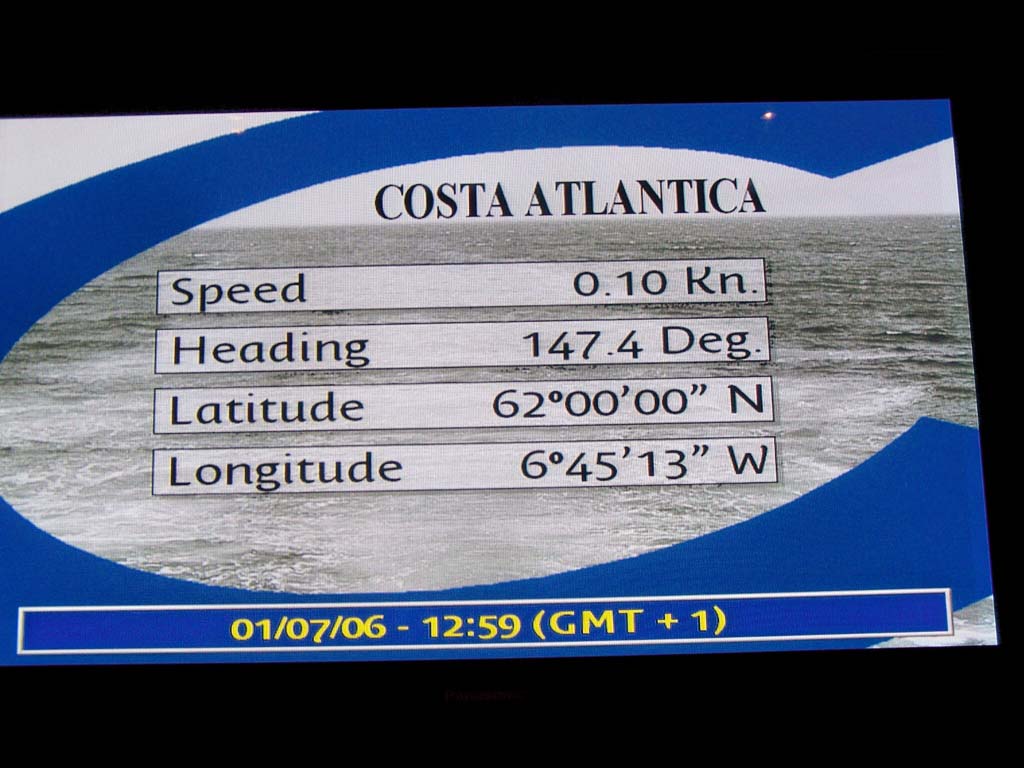 COSTA ATLANTICA
Speed 0.10 Kn.
Heading 147.4 Deg.
Latitude 62°00'00” N
Longitude 6°45'13” W
01/07/06 - 12:59 (GMT + 1)